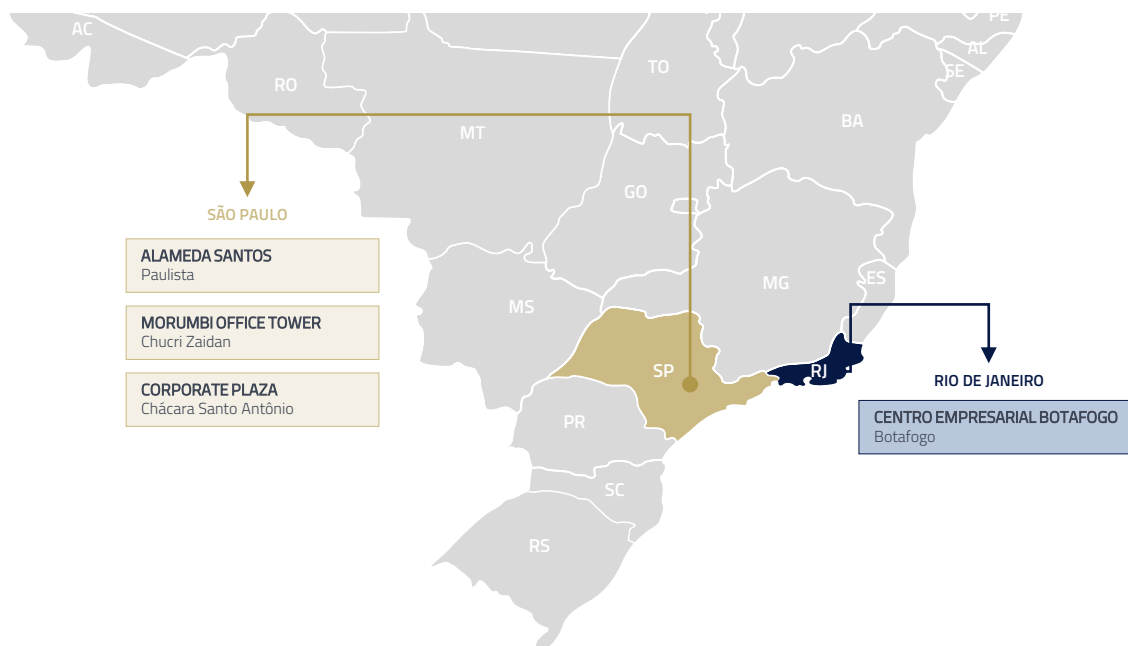 PE
AC
AL
TO
SE
RO
BA
MT
GO
SÃO PAULO
ALAMEDA SANTOS
Paulista
ES
MG
MS
MORUMBI OFFICE TOWER
Chucri Zaidan
SP
RJ
RIO DE JANEIRO
CORPORATE PLAZA
Chácara Santo Antônio
CENTRO EMPRESARIAL BOTAFOGO
Botafogo
PR
SC
RS